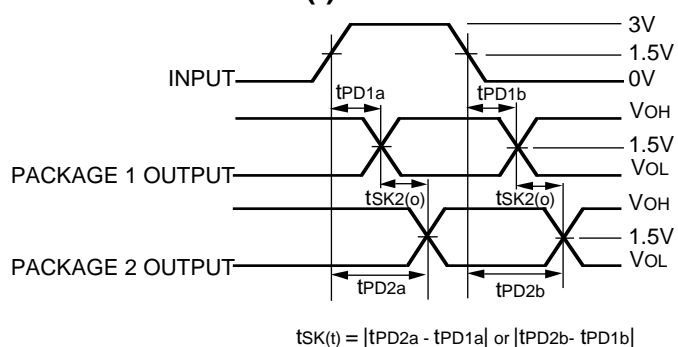 3V
1.5V
INPUT
0V
tPD1a
tPD1b
VOH
1.5V
PACKAGE 1 OUTPUT
VOL
tSK2(o)
tSK2(o)
VOH
1.5V
PACKAGE 2 OUTPUT
VOL
tPD2a
tPD2b
tSK(t) = |tPD2a - tPD1a| or |tPD2b- tPD1b|